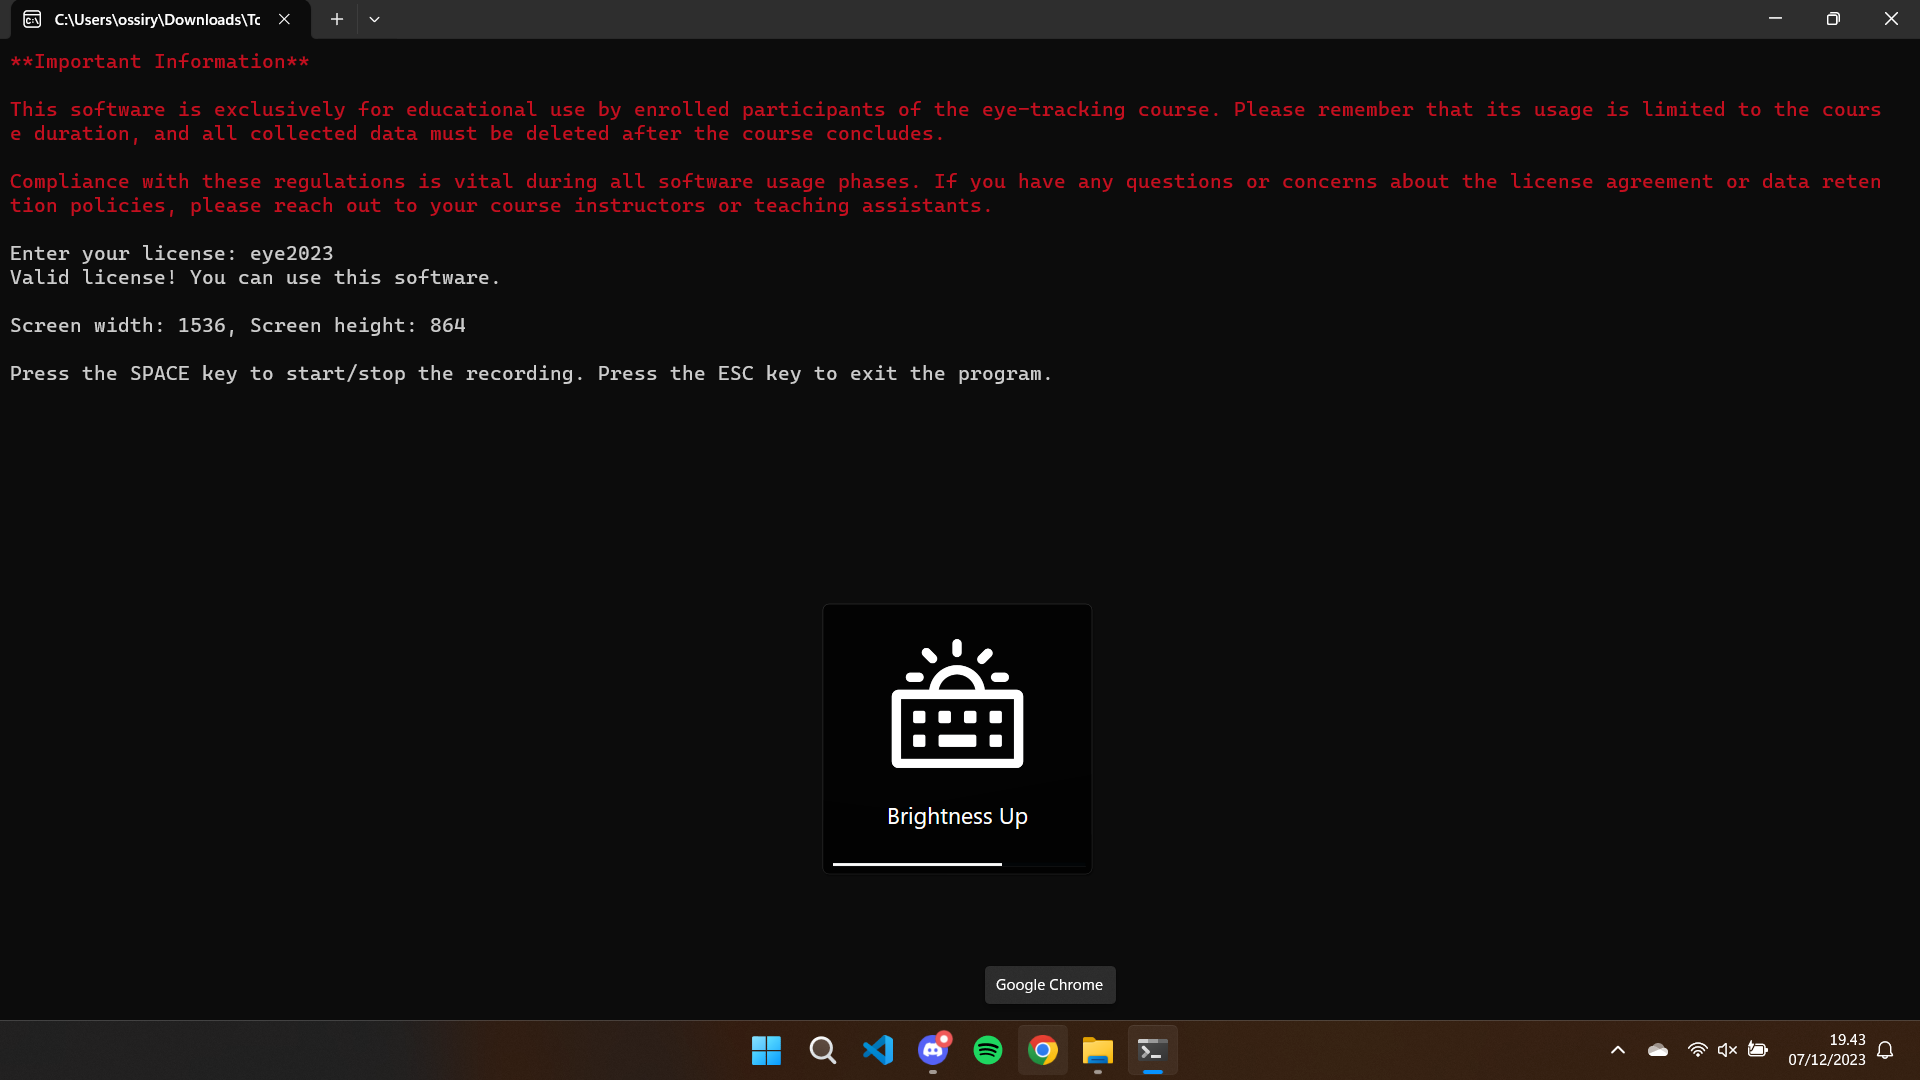 C:\Users\ossiry\Downloads\Tc
**Important Information**
This software is exclusively for educational use by enrolled participants of the eye-tracking course. Please remember that its usage is limited to the cours
e duration, and all collected data must be deleted after the course concludes.
Compliance with these regulations is vital during all software usage phases. If you have any questions or concerns about the license agreement or data reten
tion policies, please reach out to your course instructors or teaching assistants.
Enter your license: eye2023
Valid license! You can use this software.
Screen width: 1536, Screen height: 864
Press the SPACE key to start/stop the recording. Press the ESC key to exit the program.
Brightness Up
Google Chrome
19.43
07/12/2023